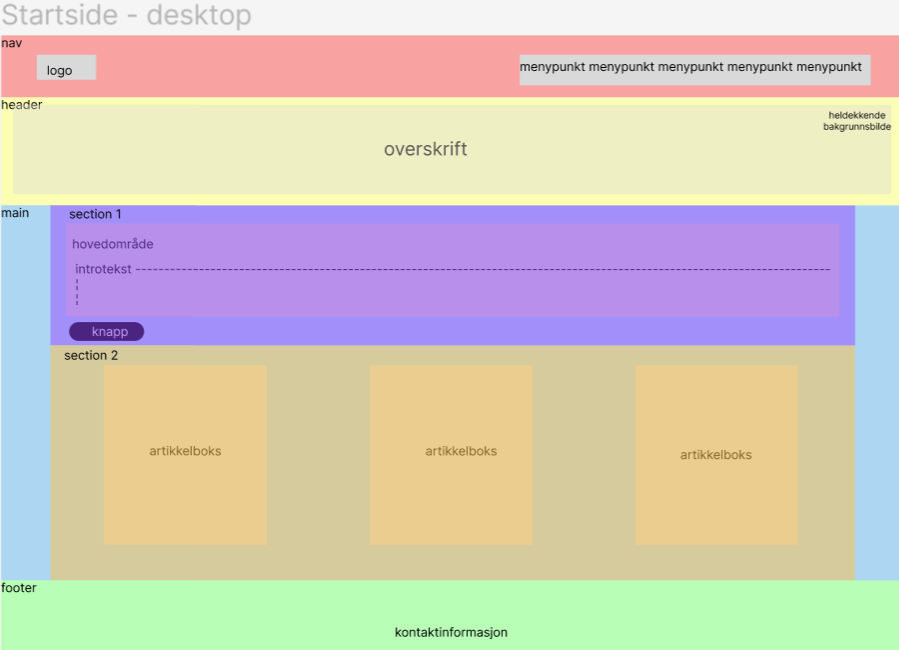 Startside - desktop
nav
logo
menypunkt menypunkt menypunkt menypunkt menypunkt
header
heldekkende
bakgrunnsbilde
overskrift
main
section 1
hovedområde
introtekst
knapp
section 2
artikkelboks
artikkelboks
artikkelboks
footer
kontaktinformasjon